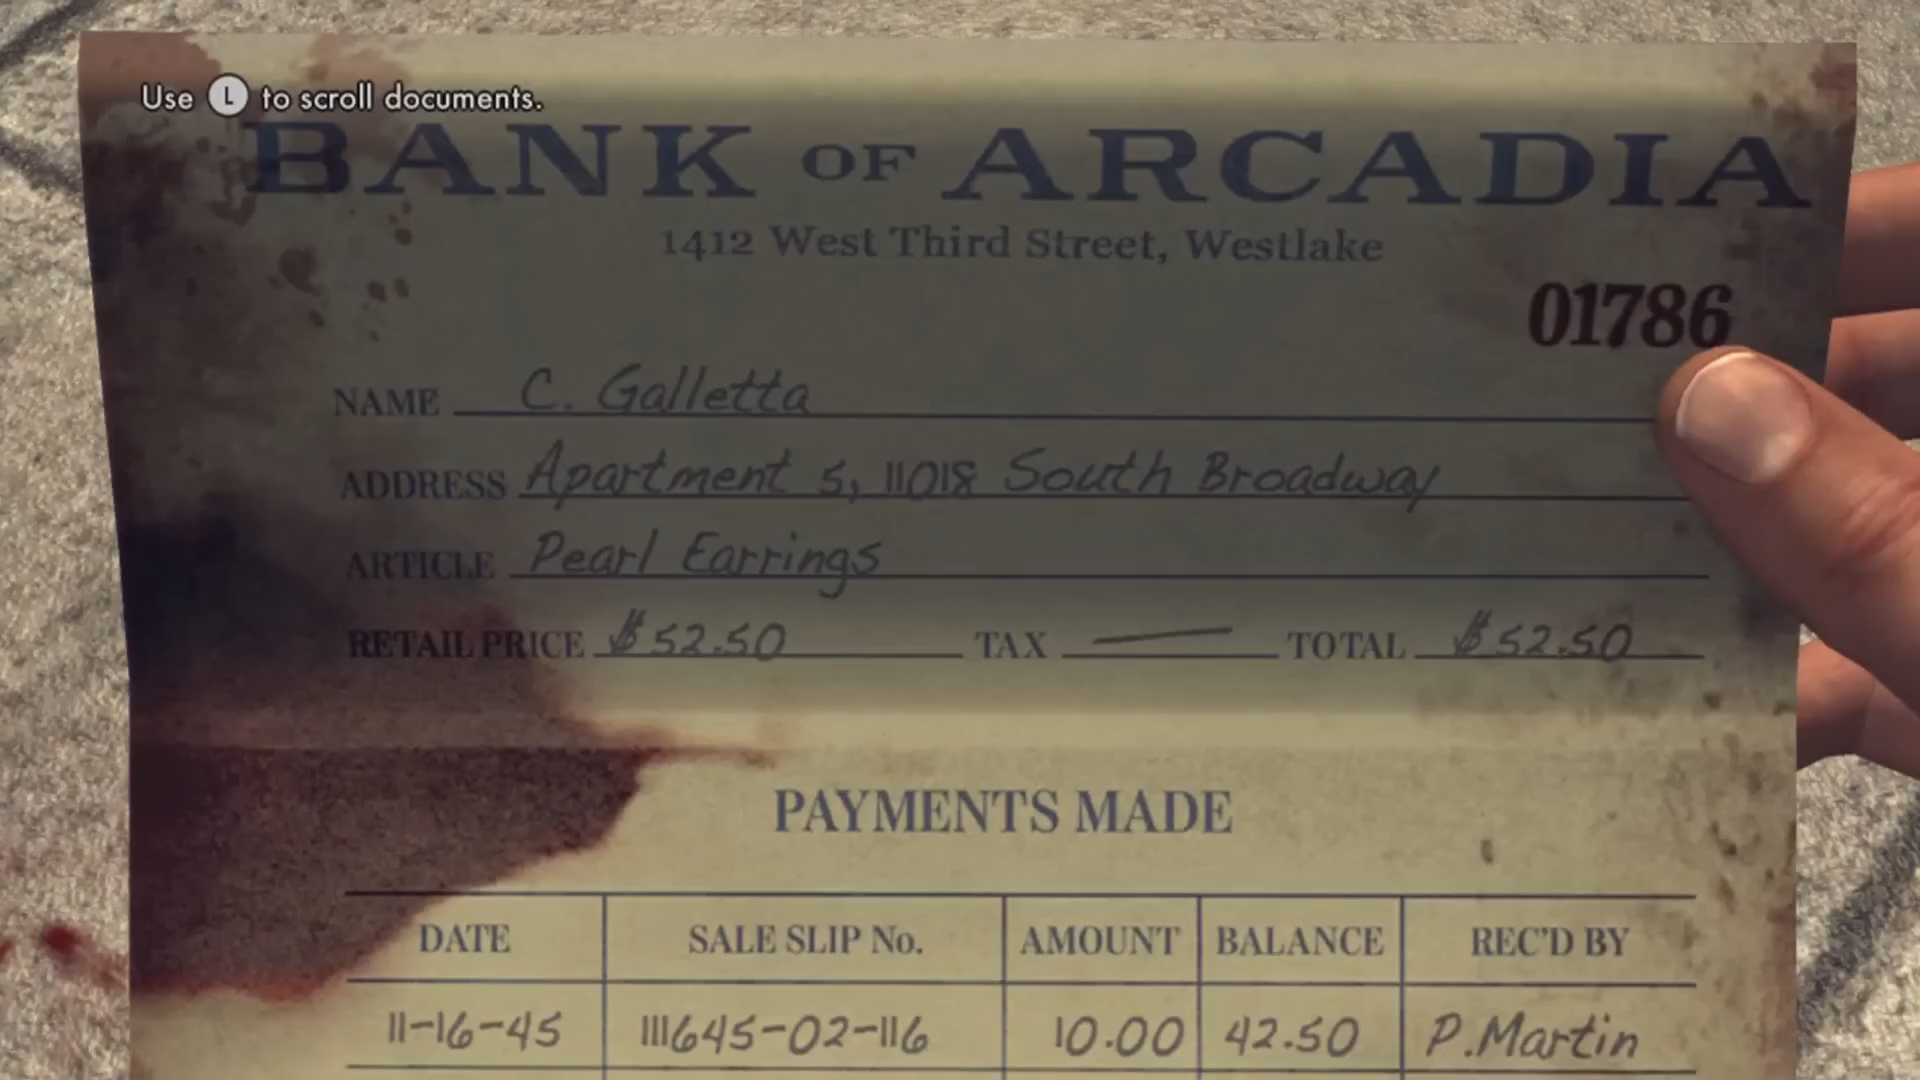 Use L to scroll documents.
BANK OF ARCADIA
1412 West Third Street, Westlake
01786
NAME C. Galletta
ADDRESS Apartment 5, 11018 South Broadway
ARTICLE Pearl Earrings
RETAIL PRICE $52.50 TAX — TOTAL $52.50
PAYMENTS MADE
DATE SALE SLIP No. AMOUNT BALANCE REC'D BY
11-16-45 111645-02-116 10.00 42.50 P.Martin